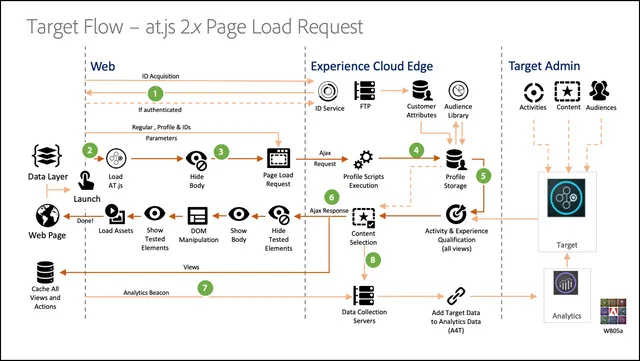 Target Flow – at.js 2x Page Load Request
Web
Experience Cloud Edge
Target Admin
ID Acquisition
1
If authenticated
ID Service
FTP
Customer
Attributes
Audience
Library
Activities
Content
Audiences
Regular , Profile & IDs
Parameters
2
3
Ajax
Request
4
5
Data Layer
Load
AT.js
Hide
Body
Page Load
Request
Profile Scripts
Execution
Profile
Storage
Launch
6
Ajax Response
Done!
Web Page
Load Assets
Show
Tested
Elements
DOM
Manipulation
Show
Body
Hide
Tested
Elements
Content
Selection
Activity & Experience
Qualification
(all views)
Target
8
Views
Cache All
Views and
Actions
Analytics Beacon
7
Data Collection
Servers
Add Target Data
to Analytics Data
(A4T)
Analytics
WB05a